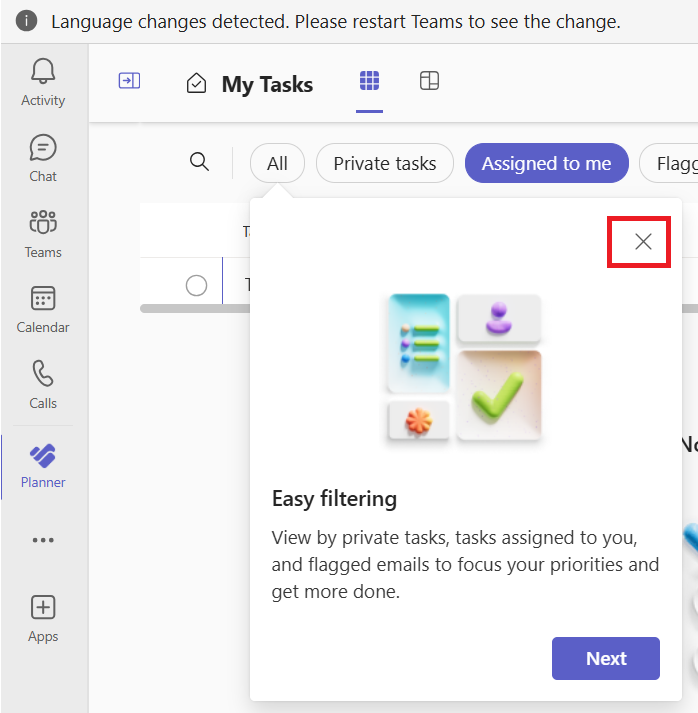 Language changes detected. Please restart Teams to see the change.
Activity
Chat
Teams
Calendar
Calls
Planner
Apps
My Tasks
All
Private tasks
Assigned to me
Flagg
Easy filtering
View by private tasks, tasks assigned to you,
and flagged emails to focus your priorities and
get more done.
Next
No